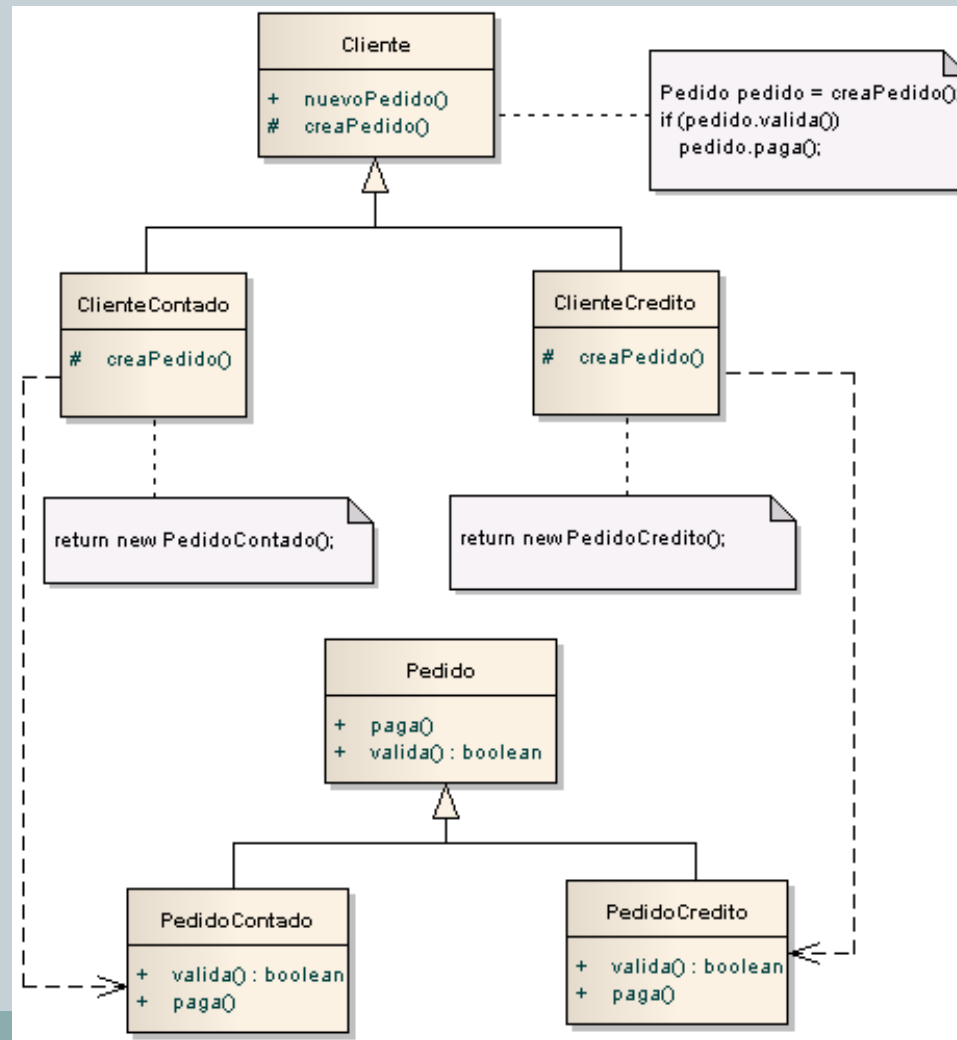 Cliente
+ nuevoPedido()
# creaPedido()
Pedido pedido = creaPedido()
if (pedido.valida())
pedido.paga();
ClienteContado
# creaPedido()
ClienteCredito
# creaPedido()
return new PedidoContado();
return new PedidoCredito();
Pedido
+ paga()
+ valida() : boolean
PedidoContado
+ valida() : boolean
+ paga()
PedidoCredito
+ valida() : boolean
+ paga()